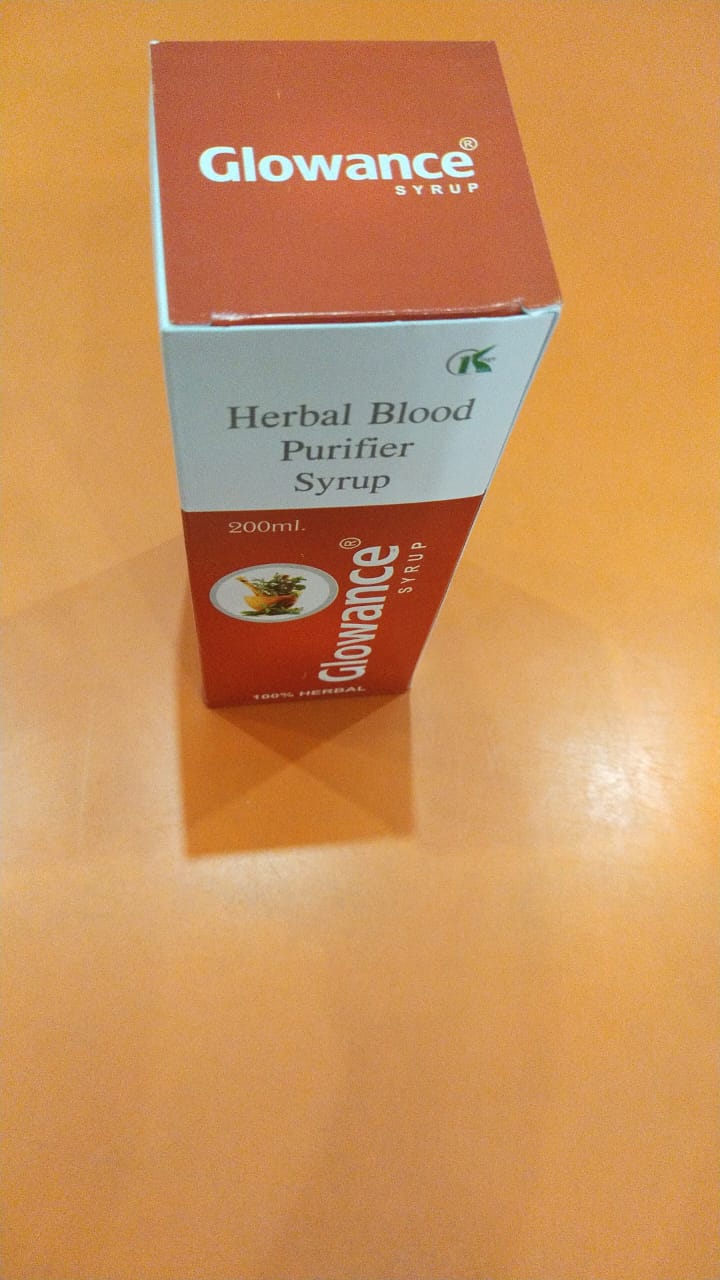 Glowance®
SYRUP
Herbal Blood
Purifier
Syrup
200ml.
Glowance®
SYRUP
100% HERBAL